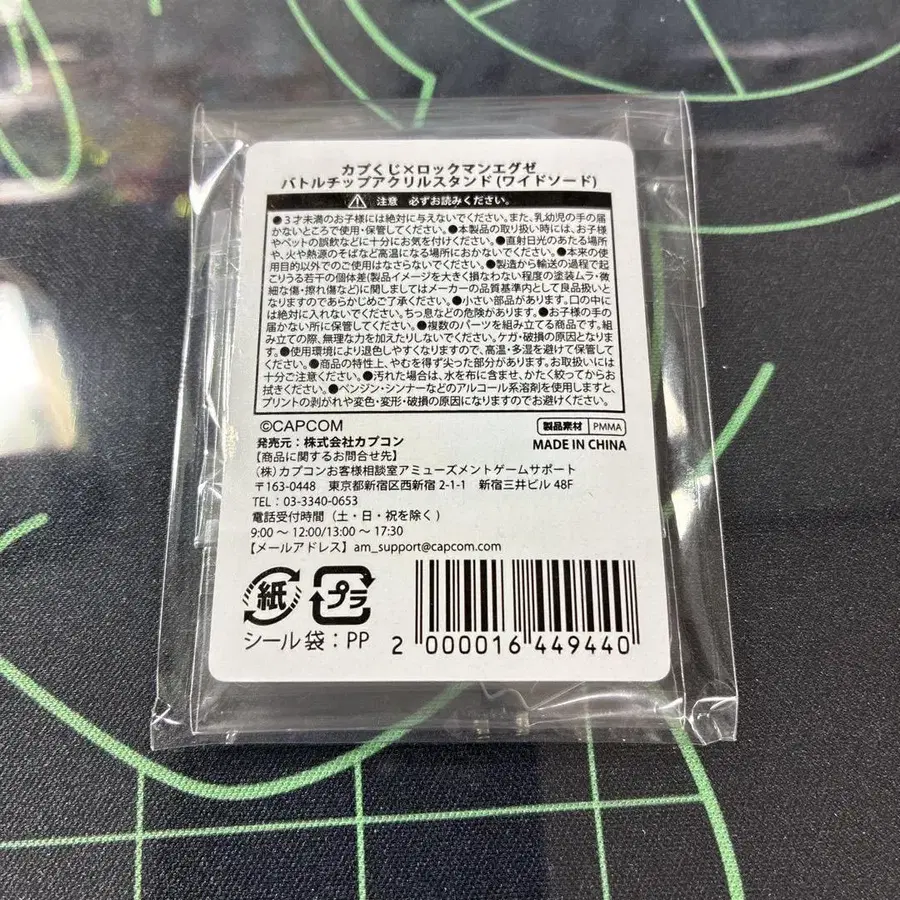 カプくじ×ロックマンエグゼ
バトルチップアクリルスタンド(ワイドソード)
注意 必ずお読みください。
●3才未満のお子様には絶対に与えないでください。また、乳幼児の手の届
かないところで使用・保管してください。●本製品の取り扱い時には、お子
様やペットの誤飲などに十分にお気を付けください。●直射日光のあたる場所
や、火や熱源のそばなど高温になる場所におかないでください。●本来の使
用目的以外でのご使用はなさらないでください。●製造から輸送の過程で起
こりうる若干の個体差(製品イメージを大きく損なわない程度の塗装ムラ・微
細な傷・擦れ傷など)に関しましてはメーカーの品質基準内として良品扱いと
なりますのであらかじめご了承ください。●小さい部品があります。口の中に
は絶対に入れないでください。ちっ息などの危険があります。●お子様の手の
届かない所に保管してください。●複数のパーツを組み立てる商品です。組
み立ての際、無理な力を加えたりしないでください。ケガ・破損の原因となりま
す。●使用環境により退色しやすくなりますので、高温・多湿を避けて保管して
ください。●商品の特性上、やむを得ず尖った部分があります。お取扱いには
十分ご注意ください。●汚れた場合は、水を布に含ませ、かたく絞ってからお
拭きください。●ベンジン・シンナーなどのアルコール系溶剤を使用しますと、
プリントの剥がれや変色・変形・破損の原因になりますのでお避けください。
©CAPCOM
製品素材 PMMA
発売元：株式会社カプコン
MADE IN CHINA
【商品に関するお問合せ先】
(株)カプコンお客様相談室アミューズメントゲームサポート
〒163-0448 東京都新宿区西新宿 2-1-1 新宿三井ビル 48F
TEL：03-3340-0653
電話受付時間(土・日・祝を除く)
9:00～12:00/13:00～17:30
【メールアドレス】am_support@capcom.com
紙 プラ
シール 袋：PP
2 000016 449440